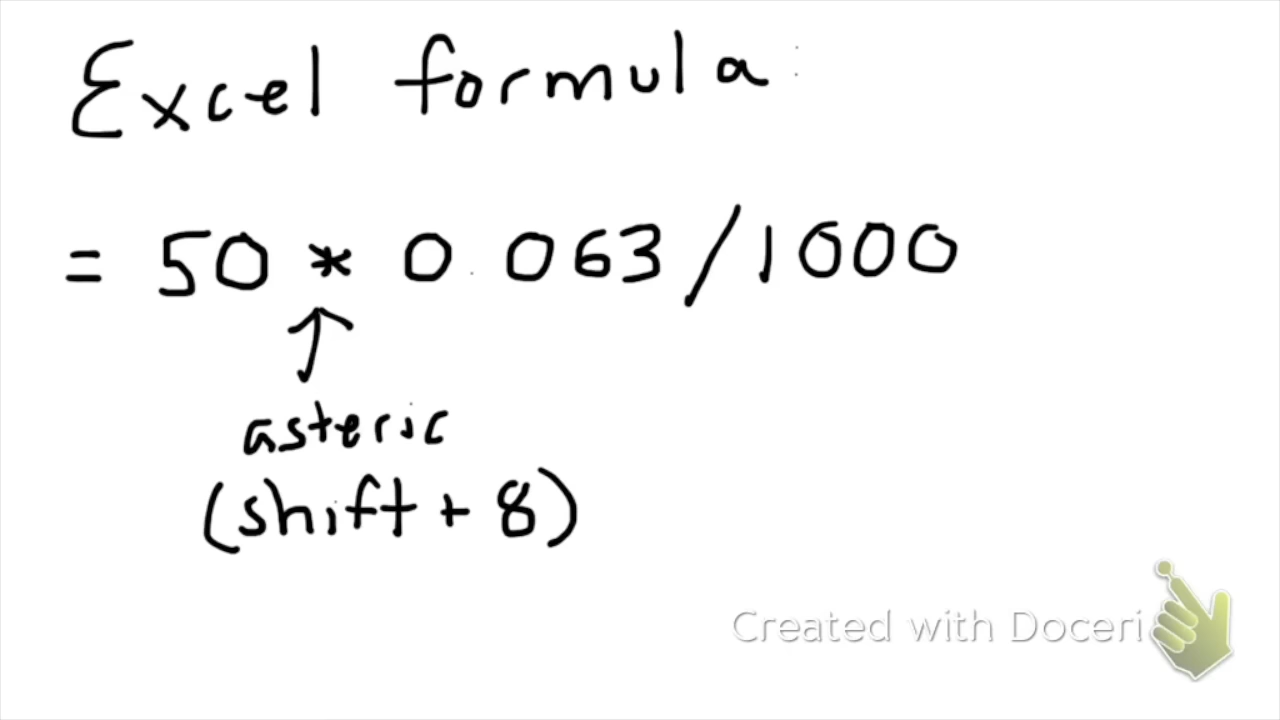 Excel formula:
= 50 * 0.063/1000
↑
asteric
(shift + 8)
Created with Doceri